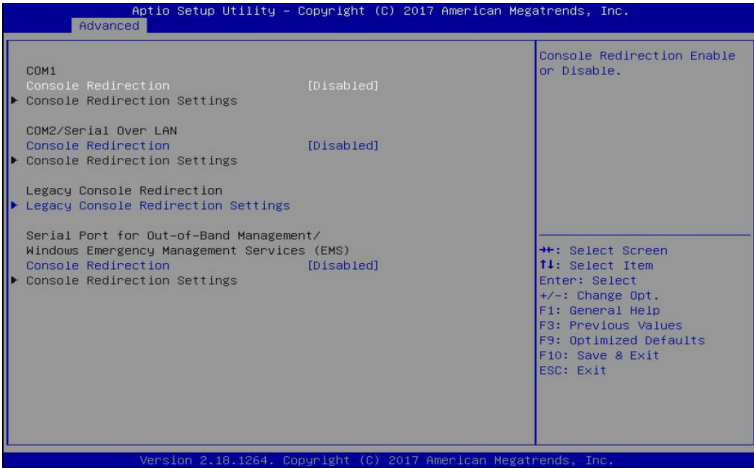 Aptio Setup Utility – Copyright (C) 2017 American Megatrends, Inc.
Advanced
COM1
Console Redirection [Disabled]
▶ Console Redirection Settings
COM2/Serial Over LAN
Console Redirection [Disabled]
▶ Console Redirection Settings
Legacy Console Redirection
▶ Legacy Console Redirection Settings
Serial Port for Out-of-Band Management/
Windows Emergency Management Services (EMS)
Console Redirection [Disabled]
▶ Console Redirection Settings
Console Redirection Enable
or Disable.
→←: Select Screen
↑↓: Select Item
Enter: Select
+/-: Change Opt.
F1: General Help
F3: Previous Values
F9: Optimized Defaults
F10: Save & Exit
ESC: Exit
Version 2.18.1264. Copyright (C) 2017 American Megatrends, Inc.